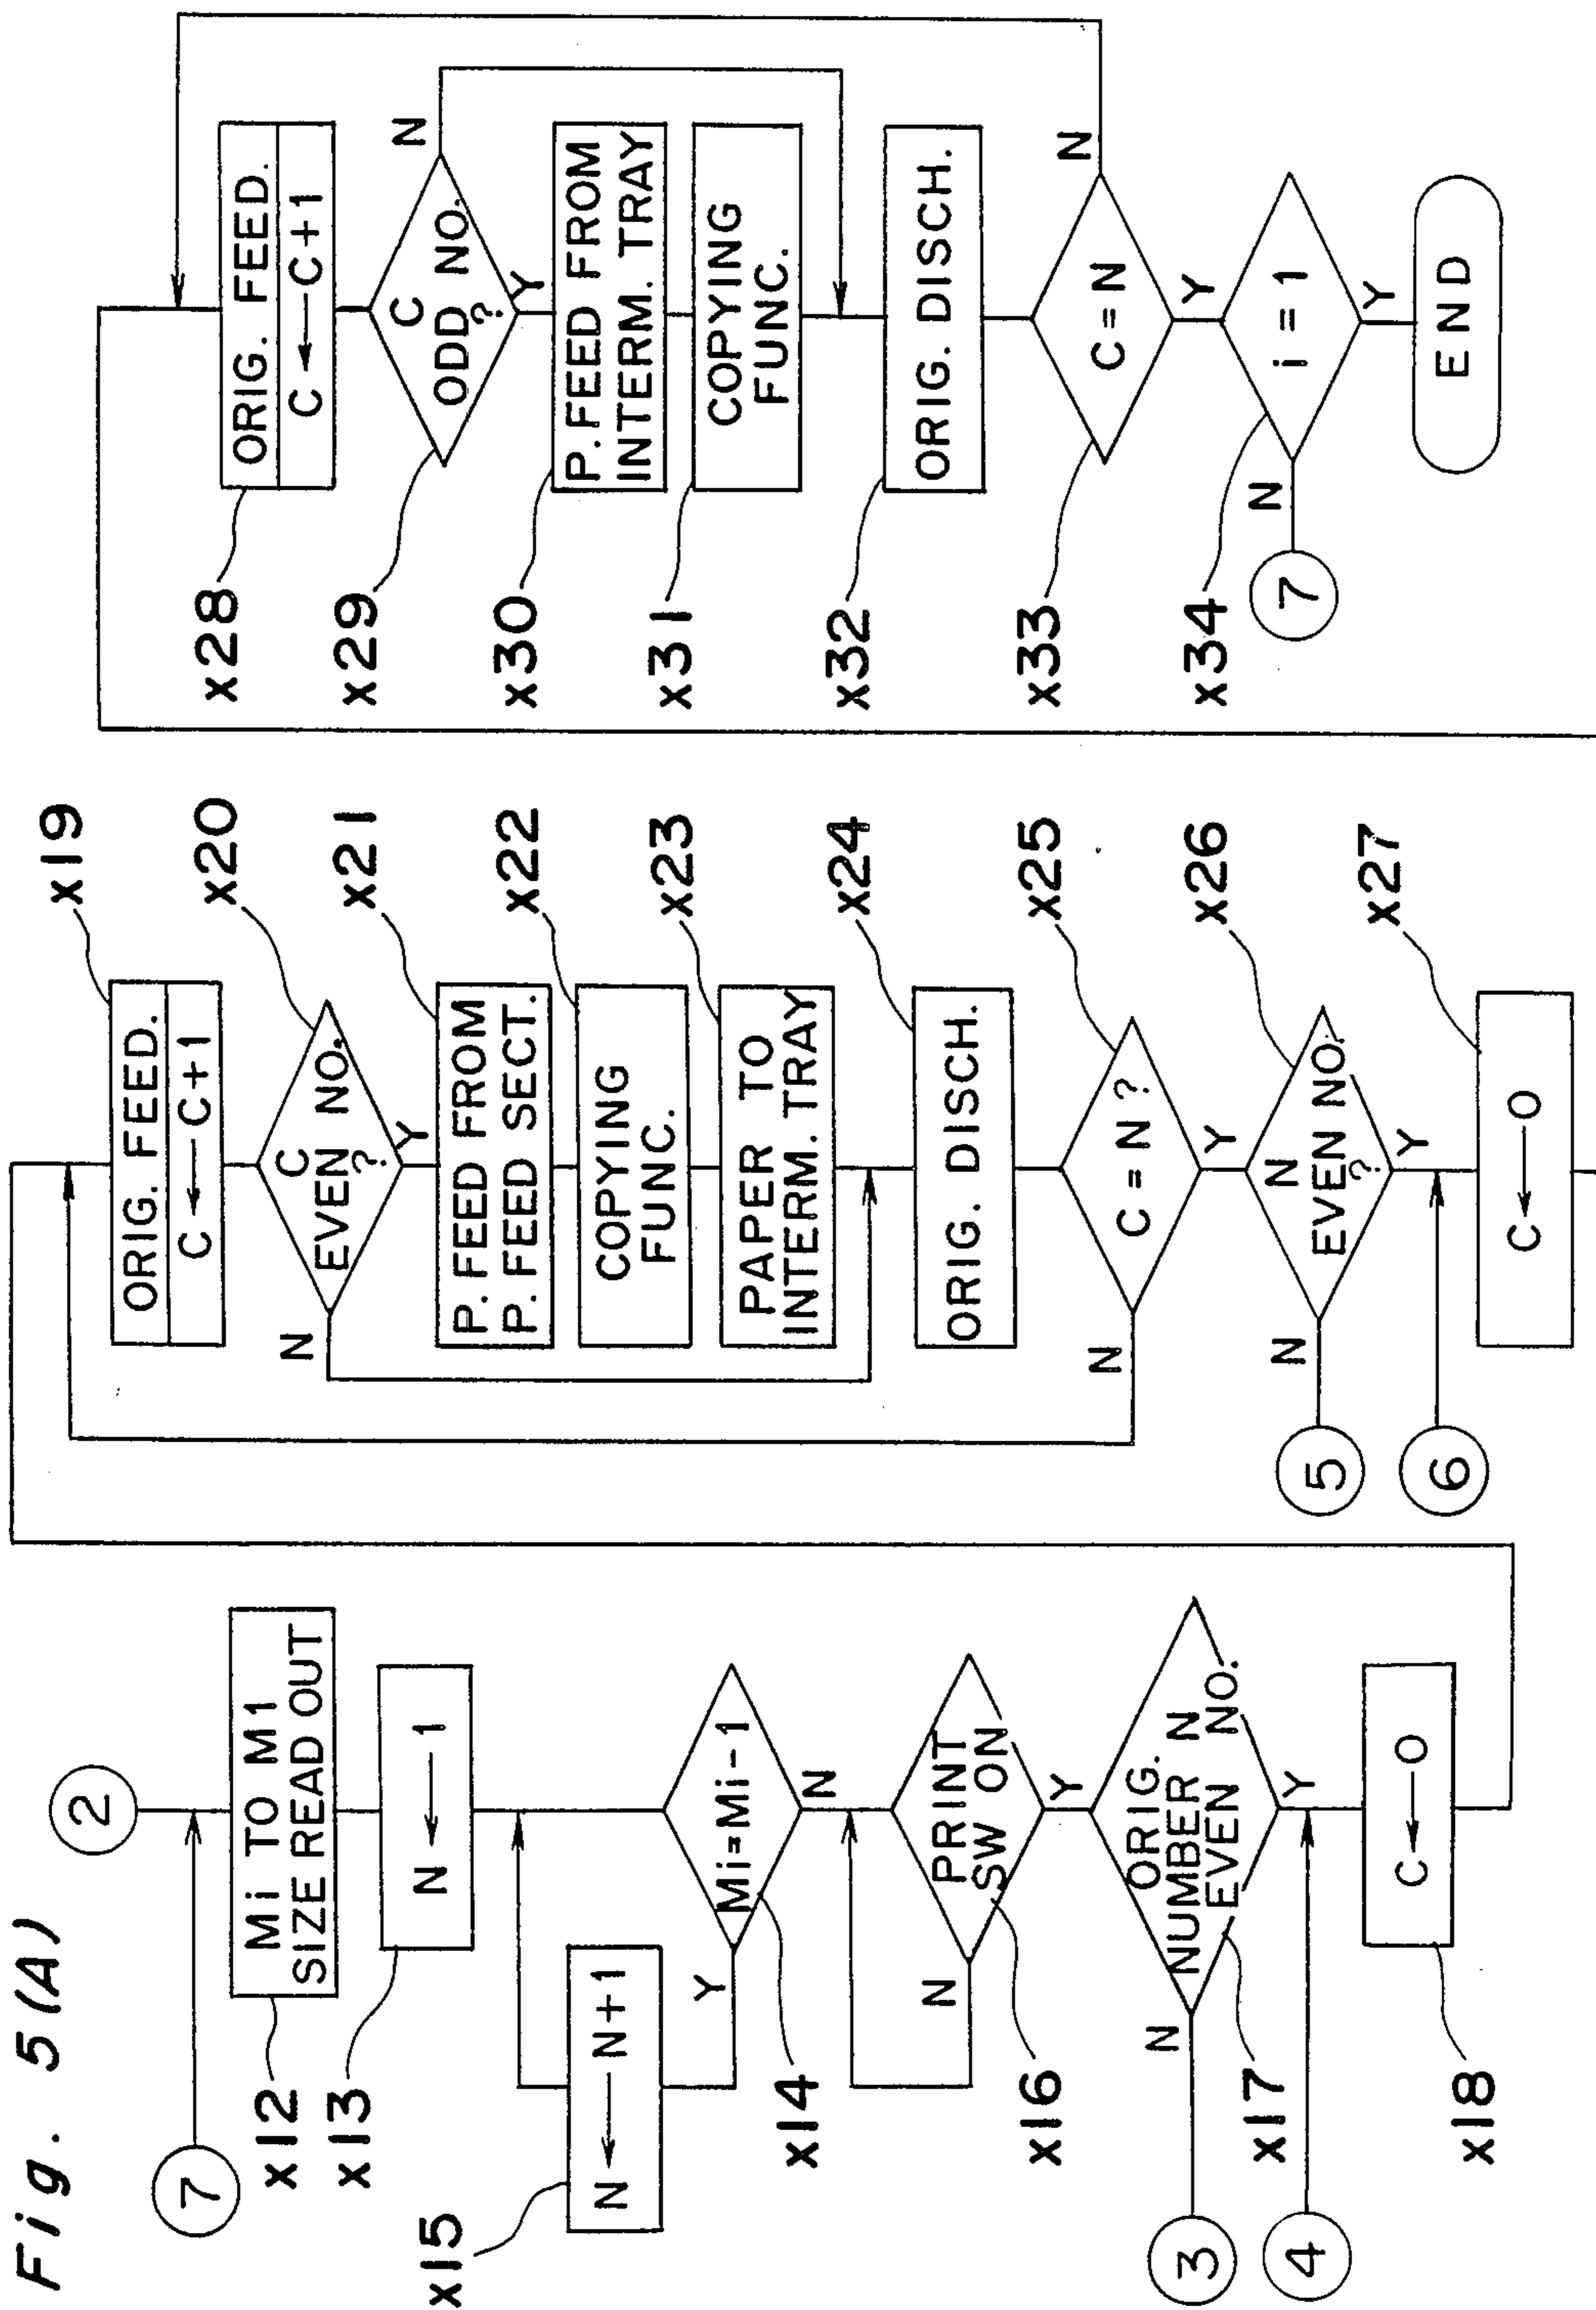 Fig. 5(A)
2
7
x12
Mi TO M1
SIZE READ OUT
x13
N ← 1
x15
N ← N+1
Y
Mi=Mi-1
N
x14
PRINT
SW ON
N
Y
x16
ORIG.
NUMBER N
EVEN NO.
N
Y
x17
3
4
C ← 0
x18
x19
ORIG. FEED.
C ← C+1
x20
C
EVEN NO.
?
N
Y
x21
P. FEED FROM
P. FEED SECT.
x22
COPYING
FUNC.
x23
PAPER TO
INTERM. TRAY
x24
ORIG. DISCH.
x25
C = N ?
N
Y
x26
N
EVEN NO.
?
N
Y
5
6
x27
C ← 0
x28
ORIG. FEED.
C ← C+1
x29
C
ODD NO.
?
N
Y
x30
P. FEED FROM
INTERM. TRAY
x31
COPYING
FUNC.
x32
ORIG. DISCH.
x33
C = N
N
Y
x34
i = 1
N
Y
7
END